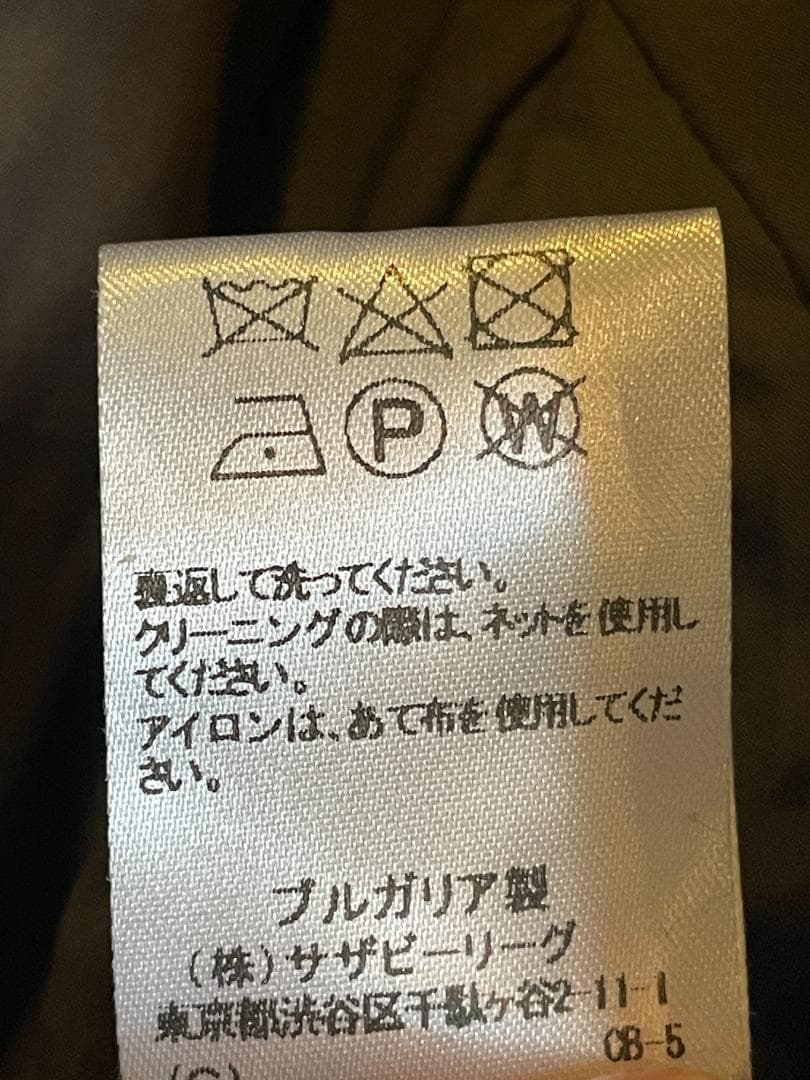 P W
裏返して洗ってください。
クリーニングの際は、ネットを使用し
てください。
アイロンは、あて布を使用してくだ
さい。
ブルガリア製
(株)サザビーリーグ
東京都渋谷区千駄ヶ谷2-11-1
CB-5